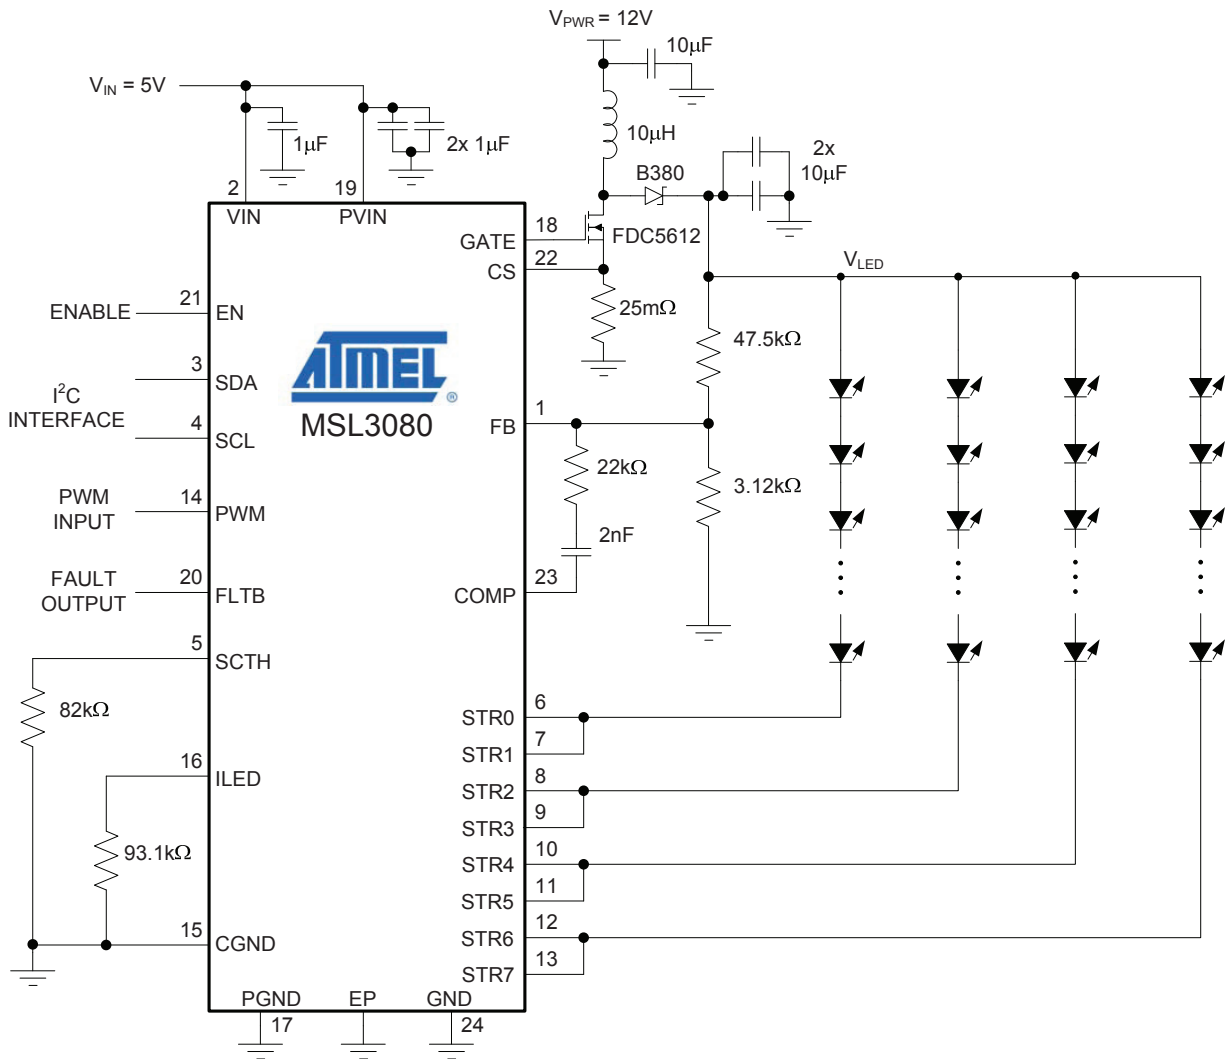 V_PWR = 12V
10µF
V_IN = 5V
1µF
2x 1µF
10µH
2x
10µF
B380
2
19
VIN
PVIN
18
GATE
FDC5612
22
CS
V_LED
25mΩ
21
ENABLE
EN
47.5kΩ
ATMEL
®
MSL3080
3
SDA
I²C
INTERFACE
4
SCL
1
FB
22kΩ
3.12kΩ
PWM
INPUT
14
PWM
2nF
FAULT
OUTPUT
20
FLTB
23
COMP
5
SCTH
82kΩ
6
STR0
7
STR1
16
ILED
8
STR2
9
STR3
93.1kΩ
10
STR4
11
STR5
12
STR6
15
CGND
13
STR7
PGND
EP
GND
17
24